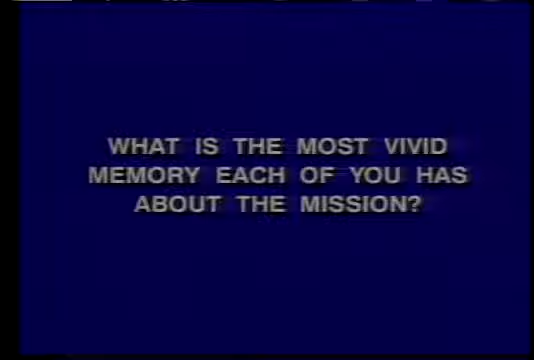 WHAT IS THE MOST VIVID
MEMORY EACH OF YOU HAS
ABOUT THE MISSION?